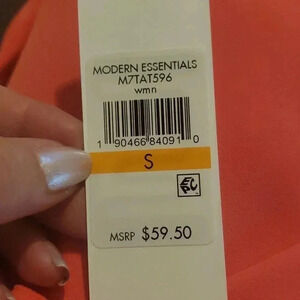 MODERN ESSENTIALS
M7TAT596
wmn
1 90466 84091 0
S
MSRP $59.50